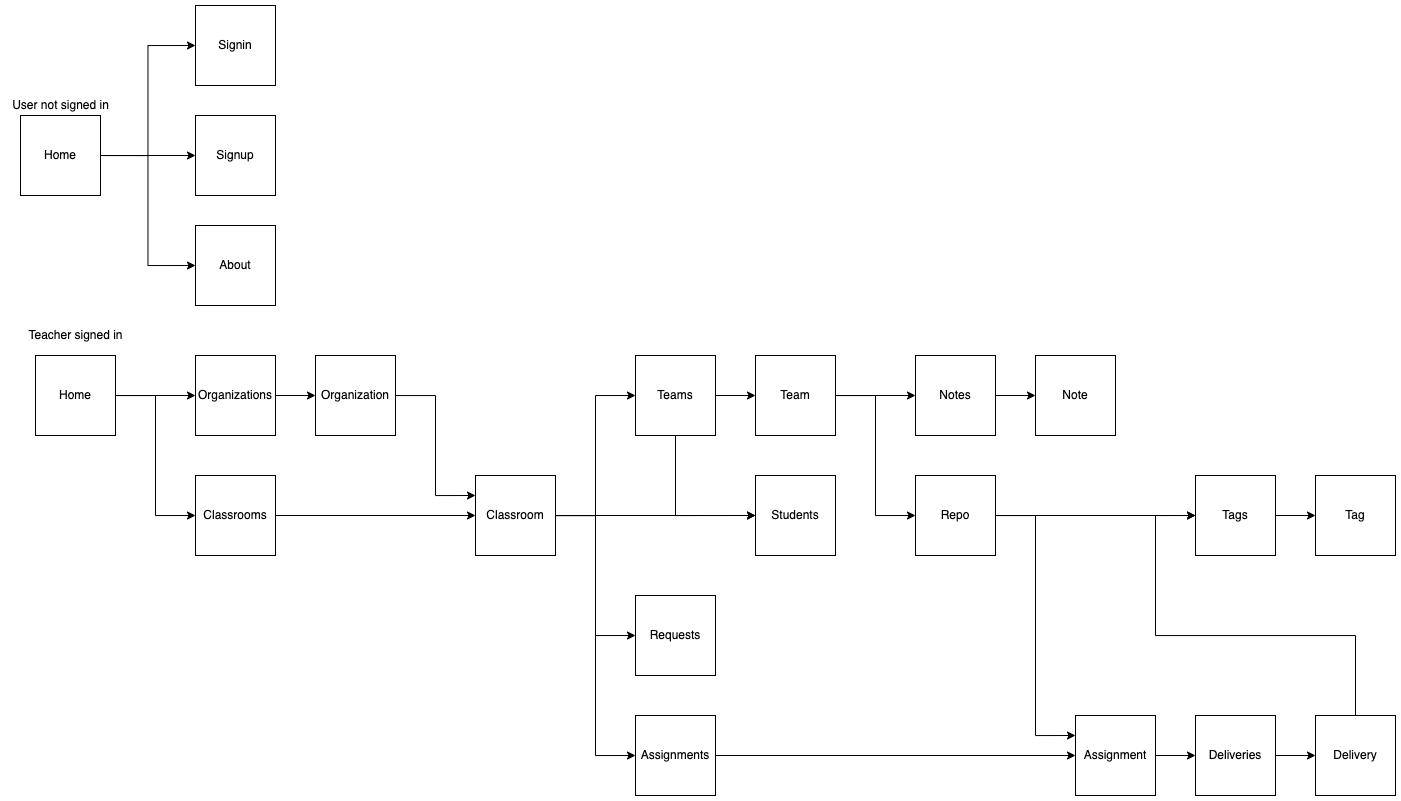 Signin
User not signed in
Home
Signup
About
Teacher signed in
Home
Organizations
Organization
Teams
Team
Notes
Note
Classrooms
Classroom
Students
Repo
Tags
Tag
Requests
Assignments
Assignment
Deliveries
Delivery